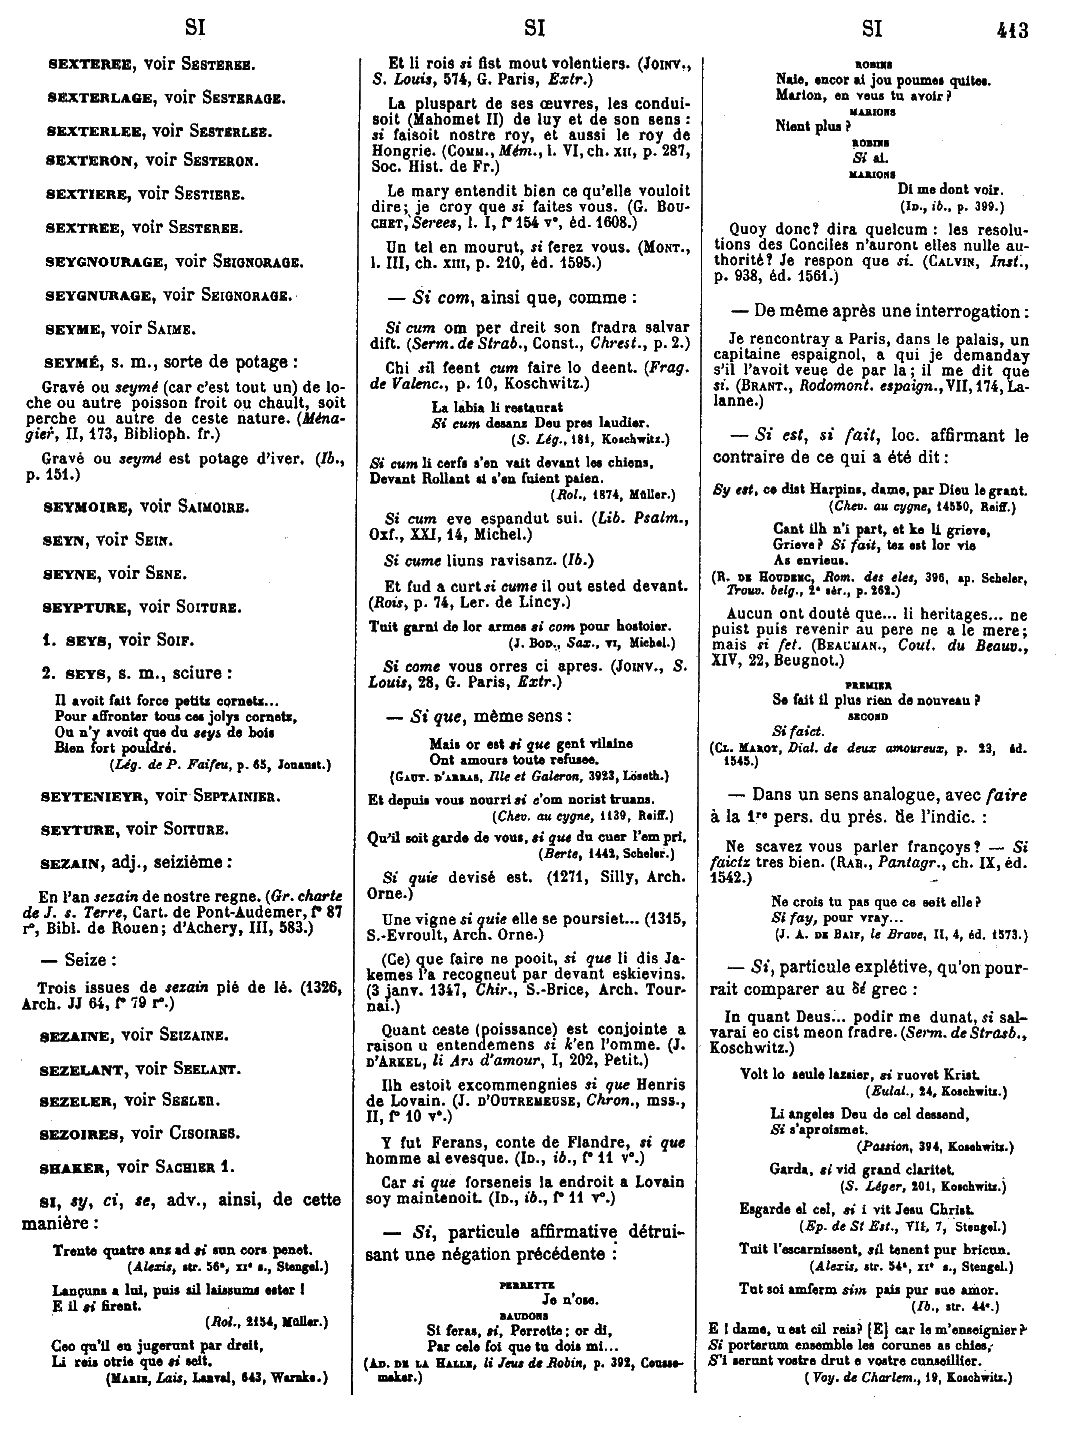 SI
SI
SI
413
SEXTEREE, voir SESTEREE.
SEXTERLAGE, voir SESTERAGE.
SEXTERLEE, voir SESTERLEE.
SEXTERON, voir SESTERON.
SEXTIERE, voir SESTIERE.
SEXTREE, voir SESTEREE.
SEYGNOURAGE, voir SEIGNORAGE.
SEYGNURAGE, voir SEIGNORAGE.
SEYME, voir SAIME.
SEYMÉ, s. m., sorte de potage :
Gravé ou seymé (car c'est tout un) de lo-
che ou autre poisson froit ou chault, soit
perche ou autre de ceste nature. (Ména-
gier, II, 173, Biblioph. fr.)
Gravé ou seymé est potage d'iver. (Ib.,
p. 151.)
SEYMOIRE, voir SAIMOIRE.
SEYN, voir SEIN.
SEYNE, voir SENE.
SEYPTURE, voir SOITURE.
1. SEYS, voir SOIF.
2. SEYS, s. m., sciure :
Il avoit fait force petitz cornetz...
Pour affronter tous ces jolys cornetz,
Ou n'y avoit que du seys de bois
Bien fort pouldré.
(Lég. de P. Faifeu, p. 65, Jouaust.)
SEYTENIEYR, voir SEPTAINIER.
SEYTURE, voir SOITURE.
SEZAIN, adj., seizième :
En l'an sezain de nostre regne. (Gr. charte
de J. s. Terre, Cart. de Pont-Audemer, f° 87
r°, Bibl. de Rouen; d'Achery, III, 583.)
— Seize :
Trois issues de sezain pié de lé. (1326,
Arch. JJ 64, f° 79 r°.)
SEZAINE, voir SEIZAINE.
SEZELANT, voir SEELANT.
SEZELER, voir SEELER.
SEZOIRES, voir CISOIRES.
SHAKER, voir SACHIER 1.
SI, sy, ci, se, adv., ainsi, de cette
manière :
Trente quatre anz ad si sun cors penet.
(Alexis, str. 56ª, XIᵉ s., Stengel.)
Lançuns a lui, puis sil laissums ester !
E il si firent.
(Rol., 2154, Müller.)
Ceo qu'il en jugerunt par dreit,
Li reis otrie que si seit.
(MARIE, Lais, Lanval, 643, Warnke.)
Et li rois si fist mout volentiers. (JOINV.,
S. Louis, 574, G. Paris, Extr.)
La pluspart de ses œuvres, les condui-
soit (Mahomet II) de luy et de son sens :
si faisoit nostre roy, et aussi le roy de
Hongrie. (COMM., Mém., l. VI, ch. XII, p. 287,
Soc. Hist. de Fr.)
Le mary entendit bien ce qu'elle vouloit
dire; je croy que si faites vous. (G. BOU-
CHET, Serees, l. I, f° 154 v°, éd. 1608.)
Un tel en mourut, si ferez vous. (MONT.,
l. III, ch. XIII, p. 210, éd. 1595.)
— Si com, ainsi que, comme :
Si cum om per dreit son fradra salvar
dift. (Serm. de Strab., Const., Chrest., p. 2.)
Chi sil feent cum faire lo deent. (Frag.
de Valenc., p. 10, Koschwitz.)
La labia li restaurat
Si cum desanz Deu pres laudier.
(S. Lég., 181, Koschwitz.)
Si cum li cerfs s'en vait devant les chiens,
Devant Rollant si s'en fuient paien.
(Rol., 1874, Müller.)
Si cum eve espandut sui. (Lib. Psalm.,
Oxf., XXI, 14, Michel.)
Si cume liuns ravisanz. (Ib.)
Et fud a curt si cume il out ested devant.
(Rois, p. 74, Ler. de Lincy.)
Tuit garni de lor armes si com pour hostoier.
(J. BOD., Sax., VI, Michel.)
Si come vous orres ci apres. (JOINV., S.
Louis, 28, G. Paris, Extr.)
— Si que, même sens :
Mais or est si que gent vilaine
Ont amours toute refusee.
(GAUT. D'ARRAS, Ille et Galeron, 3923, Löseth.)
Et depuis vous nourri si c'om norist truans.
(Chev. au cygne, 1139, Reiff.)
Qu'il soit garde de vous, si que du cuer l'em pri.
(Berte, 1442, Scheler.)
Si quie devisé est. (1271, Silly, Arch.
Orne.)
Une vigne si quie elle se poursiet... (1315,
S.-Evroult, Arch. Orne.)
(Ce) que faire ne pooit, si que li dis Ja-
kemes l'a recogneut par devant eskievins.
(3 janv. 1347, Chir., S.-Brice, Arch. Tour-
nai.)
Quant ceste (poissance) est conjointe a
raison u entendemens si k'en l'omme. (J.
D'ARKEL, li Ars d'amour, I, 202, Petit.)
Ilh estoit excommengnies si que Henris
de Lovain. (J. D'OUTREMEUSE, Chron., mss.,
II, f° 10 v°.)
Y fut Ferans, conte de Flandre, si que
homme al evesque. (ID., ib., f° 11 v°.)
Car si que forseneis la endroit a Lovain
soy maintenoit. (ID., ib., f° 11 v°.)
— Si, particule affirmative détrui-
sant une négation précédente :
PERRETTE
Je n'ose.
BAUDONS
Si feras, si, Perrette; or di,
Par cele foi que tu dois mi...
(AD. DE LA HALLE, li Jeus de Robin, p. 392, Cousse-
maker.)
ROBINS
Naie, encor ai jou poumes quites.
Marion, en veus tu avoir ?
MARIONS
Nient plus ?
ROBINS
Si ai.
MARIONS
Di me dont voir.
(ID., ib., p. 399.)
Quoy donc? dira quelcum : les resolu-
tions des Conciles n'auront elles nulle au-
thorité? Je respon que si. (CALVIN, Inst.,
p. 938, éd. 1561.)
— De même après une interrogation :
Je rencontray a Paris, dans le palais, un
capitaine espaignol, a qui je demanday
s'il l'avoit veue de par la; il me dit que
si. (BRANT., Rodomont. espaign., VII, 174, La-
lanne.)
— Si est, si fait, loc. affirmant le
contraire de ce qui a été dit :
Sy est, ce dist Harpins, dame, par Dieu le grant.
(Chev. au cygne, 14550, Reiff.)
Cant ilh n'i part, et ke li grieve,
Grieve? Si fait, tez est lor vie
As envieus.
(R. DE HOUDENC, Rom. des eles, 396, ap. Scheler,
Trouv. belg., 2ᵉ sér., p. 262.)
Aucun ont douté que... li heritages... ne
puist puis revenir au pere ne a le mere;
mais si fet. (BEAUMAN., Cout. du Beauv.,
XIV, 22, Beugnot.)
PREMIER
Se fait il plus rien de nouveau ?
SECOND
Si faict.
(CL. MAROT, Dial. de deux amoureux, p. 23, éd.
1545.)
— Dans un sens analogue, avec faire
à la 1ʳᵉ pers. du prés. de l'indic. :
Ne scavez vous parler françoys ? — Si
faictz tres bien. (RAB., Pantagr., ch. IX, éd.
1542.)
Ne crois tu pas que ce seit elle ?
Si fay, pour vray...
(J. A. DE BAIF, le Brave, II, 4, éd. 1573.)
— Si, particule explétive, qu'on pour-
rait comparer au δέ grec :
In quant Deus... podir me dunat, si sal-
varai eo cist meon fradre. (Serm. de Strasb.,
Koschwitz.)
Volt lo seule lazsier, si ruovet Krist.
(Eulal., 24, Koschwitz.)
Li angeles Deu de cel dessend,
Si s'aproismet.
(Passion, 394, Koschwitz.)
Garda, si vid grand claritet.
(S. Léger, 201, Koschwitz.)
Esgarde el cel, si i vit Jesu Christ.
(Ep. de St Est., VII, 7, Stengel.)
Tuit l'escarnissent, sil tenent pur bricun.
(Alexis, str. 54ª, XIᵉ s., Stengel.)
Tut soi amferm sim pais pur sue amor.
(Ib., str. 44ᵉ.)
E ! dame, u est cil reis? [E] car le m'enseignier?
Si porterum ensemble les corunes as chies,
S'i serunt vostre drut e vostre cunseillier.
(Voy. de Charlem., 19, Koschwitz.)